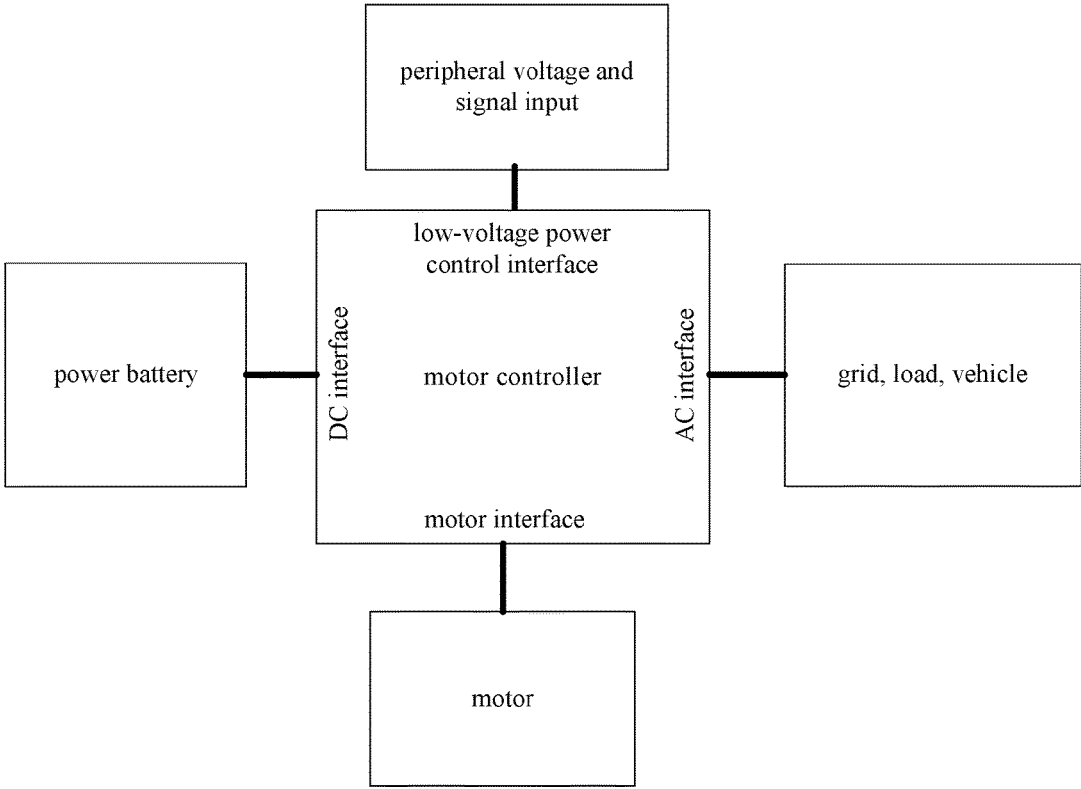 peripheral voltage and
signal input
low-voltage power
control interface
power battery
DC interface
motor controller
AC interface
grid, load, vehicle
motor interface
motor